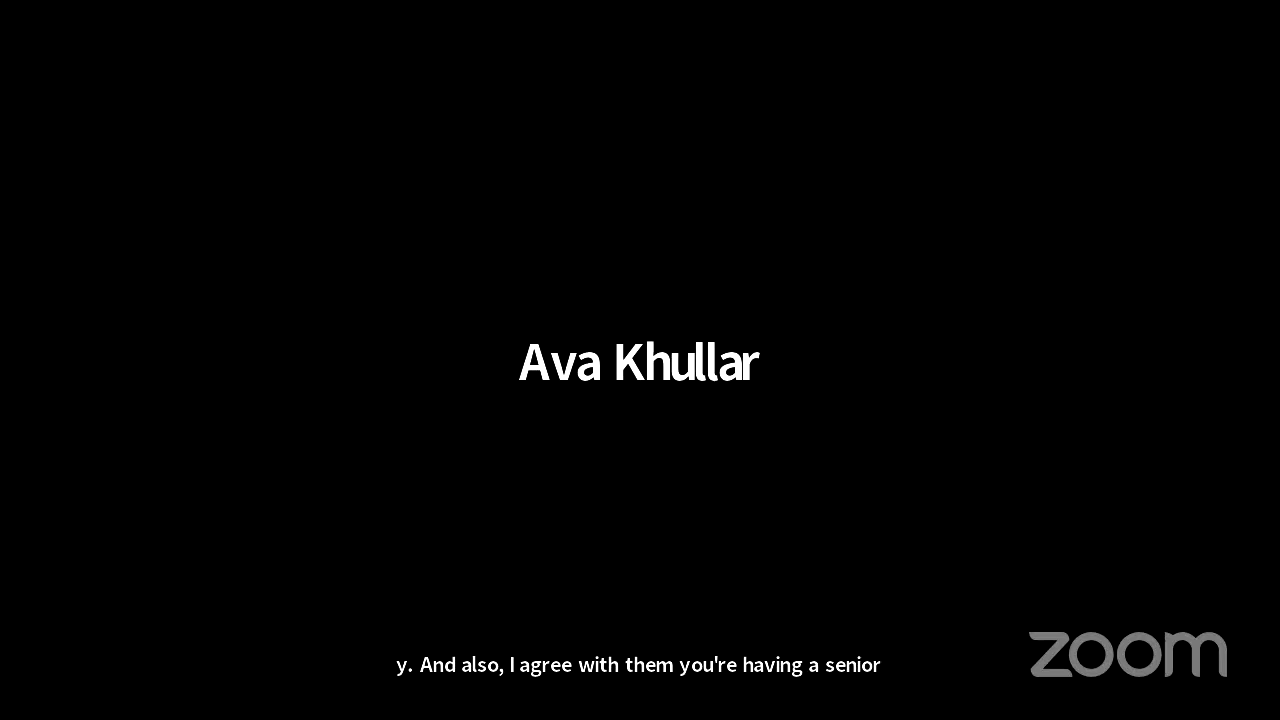 Ava Khullar
y. And also, I agree with them you're having a senior
zoom